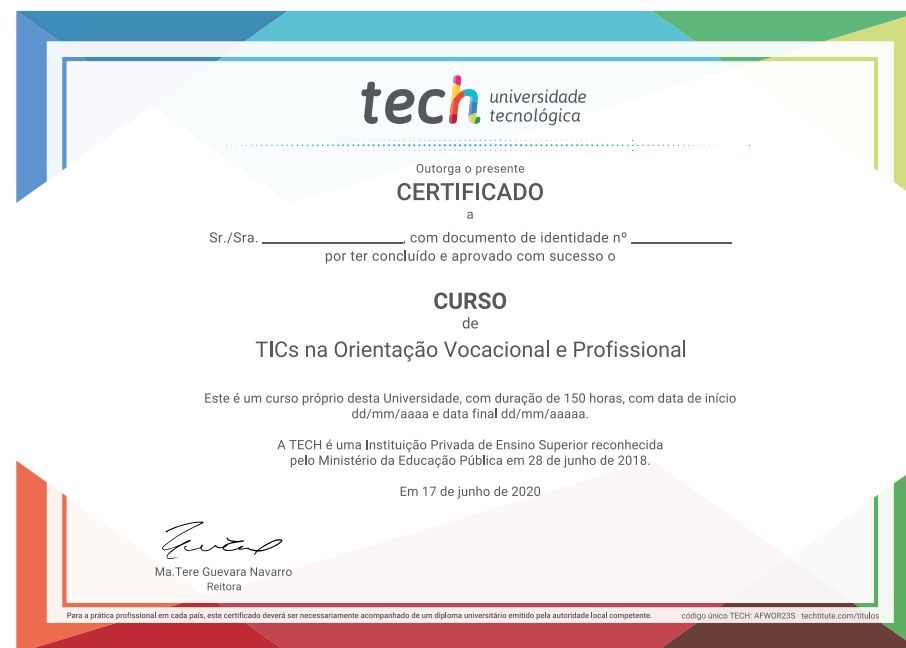 tech universidade
tecnológica
Outorga o presente
CERTIFICADO
a
Sr./Sra. ____________________, com documento de identidade nº ______________
por ter concluído e aprovado com sucesso o
CURSO
de
TICs na Orientação Vocacional e Profissional
Este é um curso próprio desta Universidade, com duração de 150 horas, com data de início
dd/mm/aaaa e data final dd/mm/aaaaa.
A TECH é uma Instituição Privada de Ensino Superior reconhecida
pelo Ministério da Educação Pública em 28 de junho de 2018.
Em 17 de junho de 2020
Ma.Tere Guevara Navarro
Reitora
Para a prática profissional em cada país, este certificado deverá ser necessariamente acompanhado de um diploma universitário emitido pela autoridade local competente. código único TECH: AFWOR23S techtitute.com/titulos